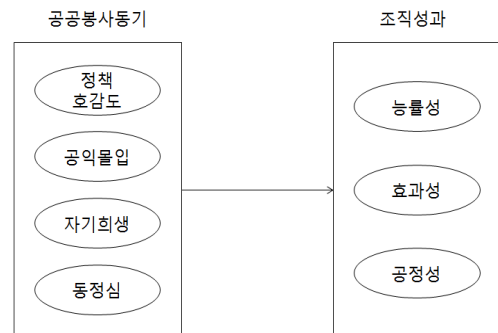 공공봉사동기
조직성과
정책
호감도
공익몰입
자기희생
동정심
능률성
효과성
공정성